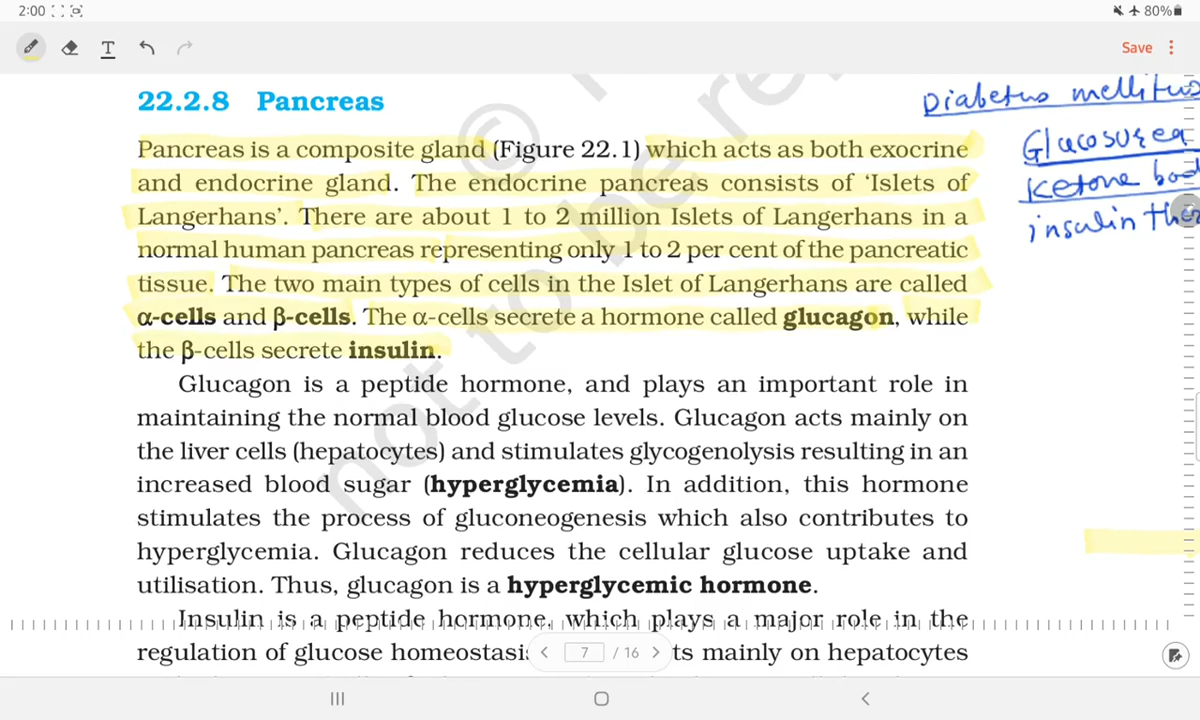 2:00
80%
T
Save
22.2.8 Pancreas
Diabetus mellitus
Pancreas is a composite gland (Figure 22.1) which acts as both exocrine
Glucosurea
and endocrine gland. The endocrine pancreas consists of ‘Islets of
Ketone bod
Langerhans’. There are about 1 to 2 million Islets of Langerhans in a
insulin ther
normal human pancreas representing only 1 to 2 per cent of the pancreatic
tissue. The two main types of cells in the Islet of Langerhans are called
α-cells and β-cells. The α-cells secrete a hormone called glucagon, while
the β-cells secrete insulin.
Glucagon is a peptide hormone, and plays an important role in
maintaining the normal blood glucose levels. Glucagon acts mainly on
the liver cells (hepatocytes) and stimulates glycogenolysis resulting in an
increased blood sugar (hyperglycemia). In addition, this hormone
stimulates the process of gluconeogenesis which also contributes to
hyperglycemia. Glucagon reduces the cellular glucose uptake and
utilisation. Thus, glucagon is a hyperglycemic hormone.
Insulin is a peptide hormone, which plays a major role in the
regulation of glucose homeostasis
ts mainly on hepatocytes
7 / 16
© not to be re